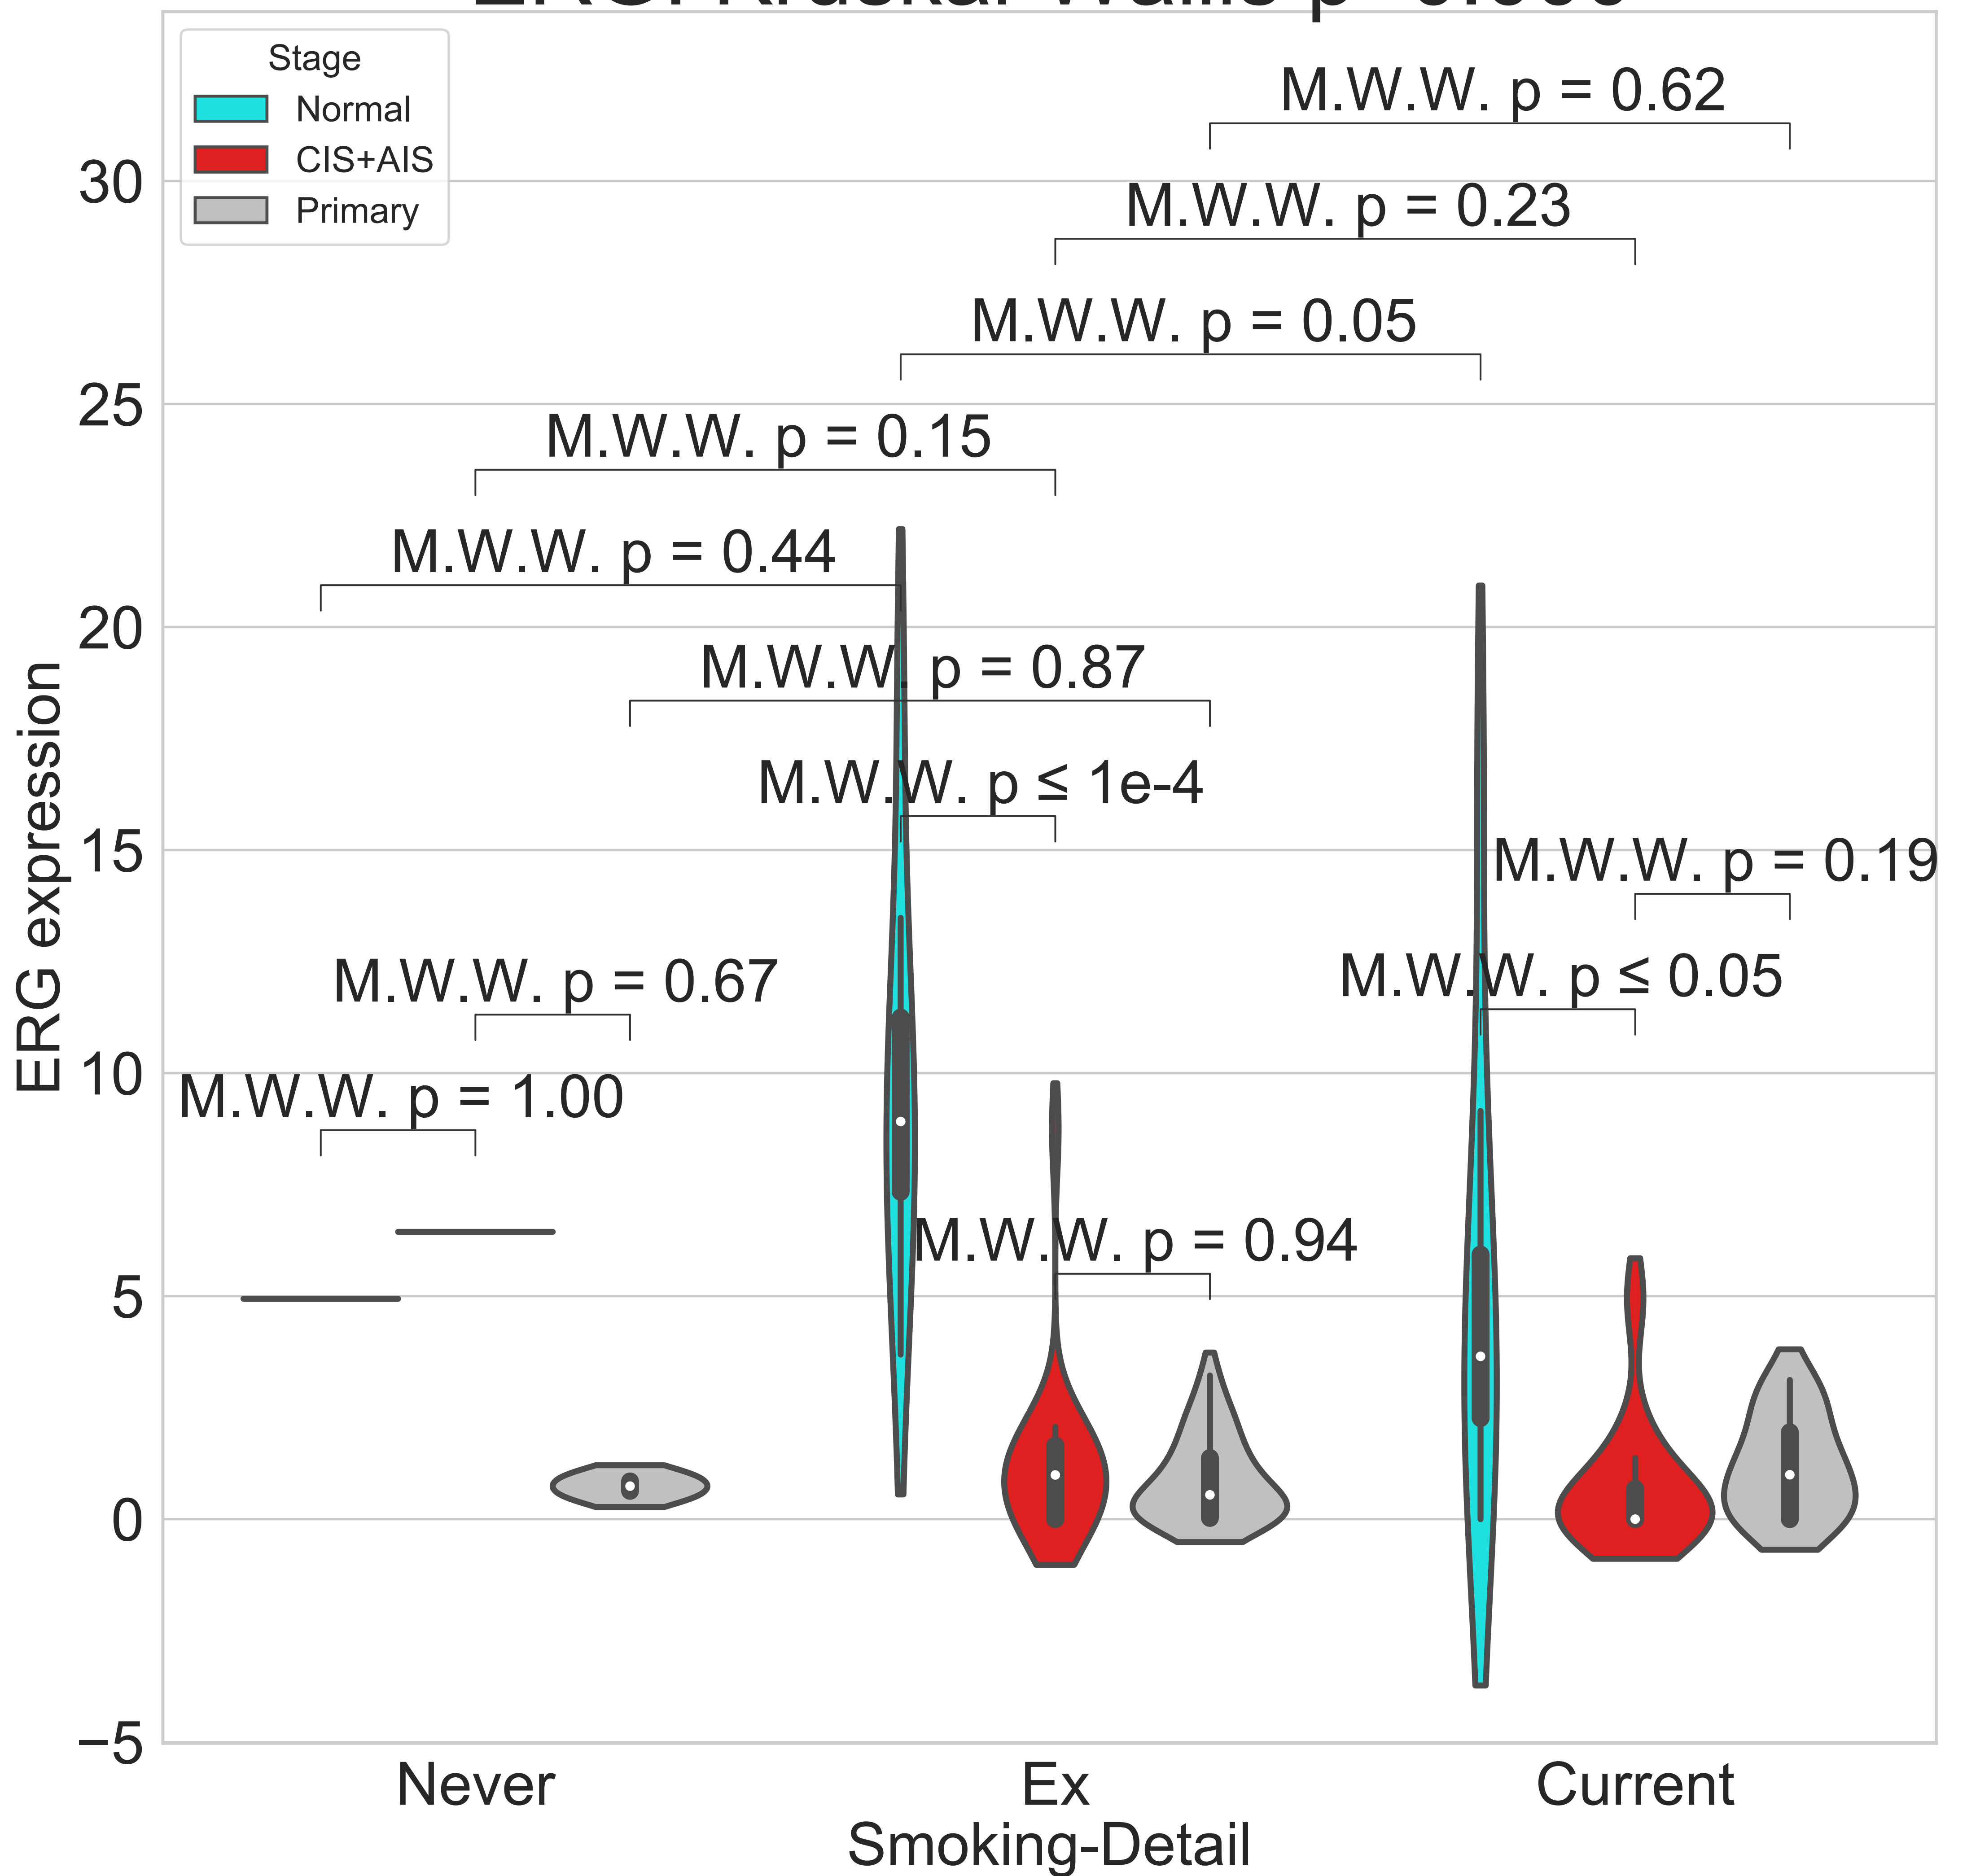 Stage
Normal
CIS+AIS
Primary
M.W.W. p = 0.62
M.W.W. p = 0.23
M.W.W. p = 0.05
M.W.W. p = 0.15
M.W.W. p = 0.44
M.W.W. p = 0.87
M.W.W. p ≤ 1e-4
M.W.W. p = 0.19
M.W.W. p ≤ 0.05
M.W.W. p = 0.67
M.W.W. p = 1.00
M.W.W. p = 0.94
30
25
20
15
10
5
0
−5
ERG expression
Never
Ex
Current
Smoking-Detail